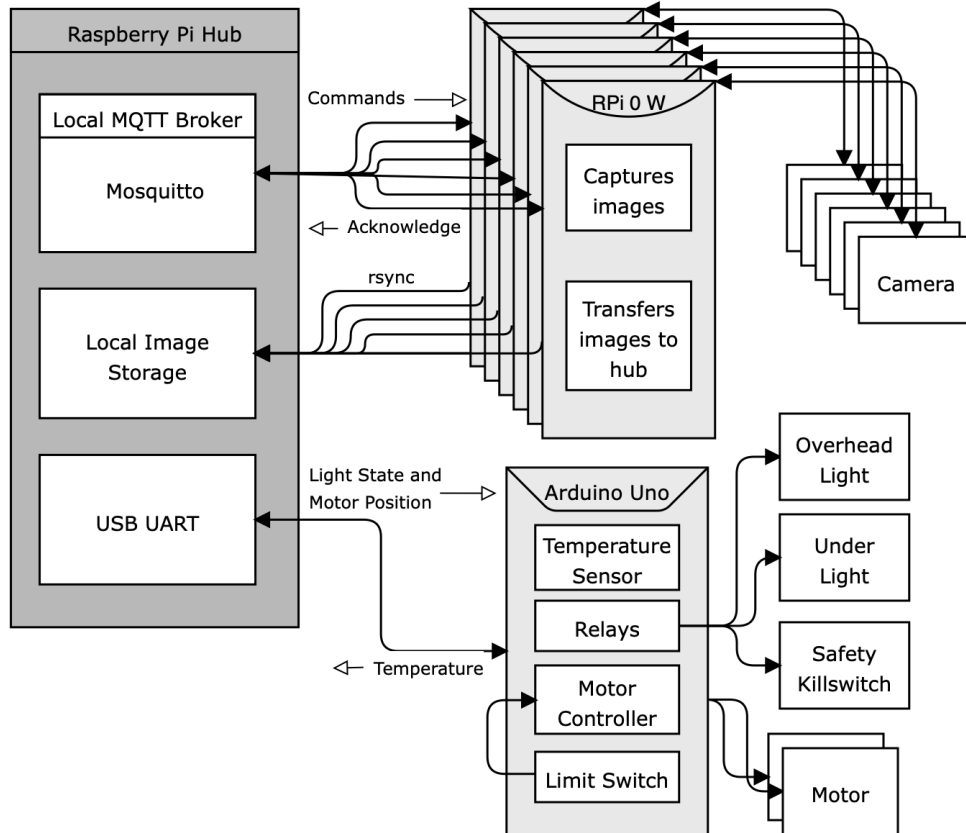 Raspberry Pi Hub
Local MQTT Broker
Mosquitto
Local Image
Storage
USB UART
Commands
Acknowledge
rsync
RPi 0 W
Captures
images
Transfers
images to
hub
Camera
Light State and
Motor Position
Temperature
Arduino Uno
Temperature
Sensor
Relays
Motor
Controller
Limit Switch
Overhead
Light
Under
Light
Safety
Killswitch
Motor